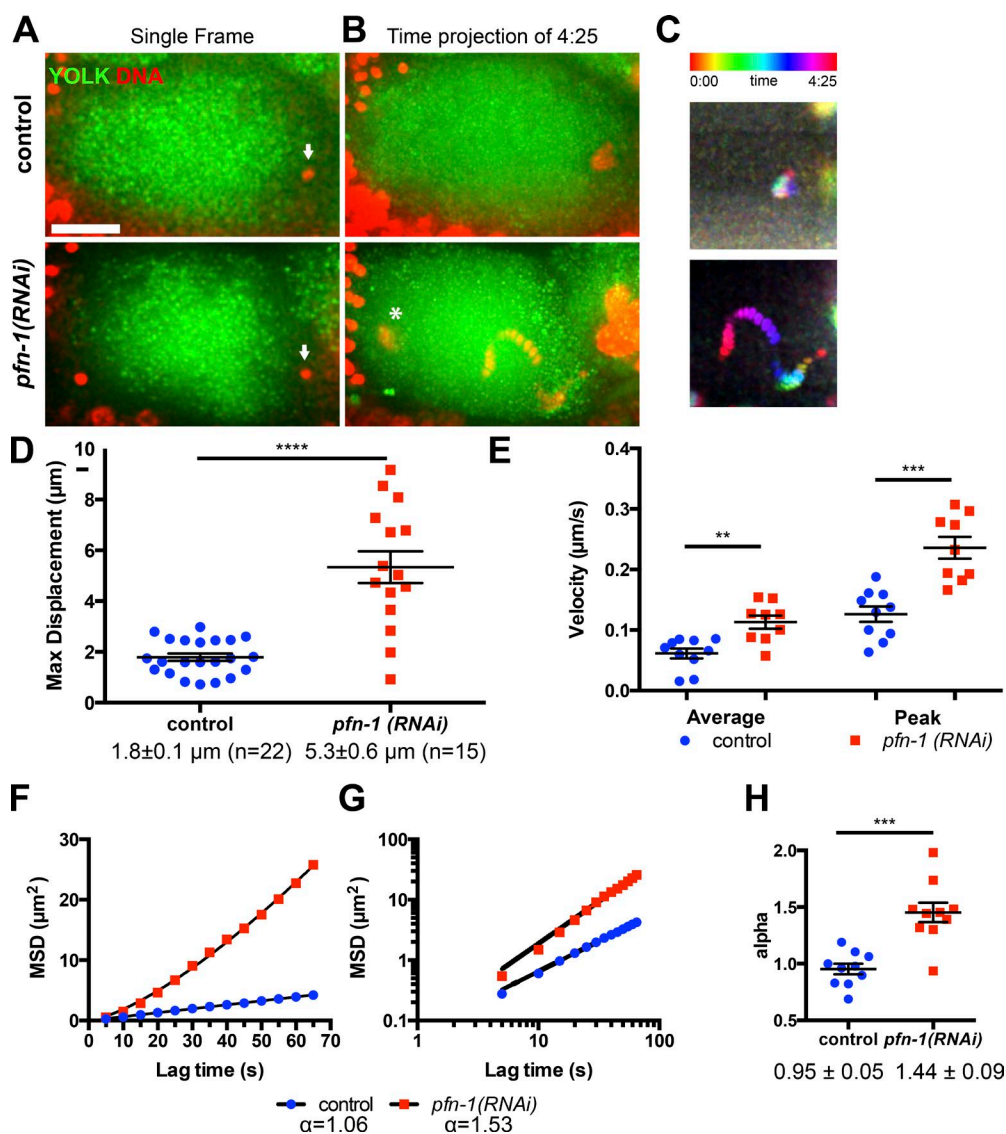 A
Single Frame
B
Time projection of 4:25
C
YOLK DNA
control
0:00 time 4:25
pfn-1(RNAi)
*
D
Max Displacement (µm)
10
8
6
4
2
0
****
control
pfn-1 (RNAi)
1.8±0.1 µm (n=22)
5.3±0.6 µm (n=15)
E
Velocity (µm/s)
0.4
0.3
0.2
0.1
0.0
**
***
Average
Peak
control
pfn-1 (RNAi)
F
MSD (µm²)
30
20
10
0
0 10 20 30 40 50 60 70
Lag time (s)
G
MSD (µm²)
100
10
1
0.1
1 10 100
Lag time (s)
control
α=1.06
pfn-1(RNAi)
α=1.53
H
alpha
2.0
1.5
1.0
0.5
***
control pfn-1(RNAi)
0.95 ± 0.05 1.44 ± 0.09